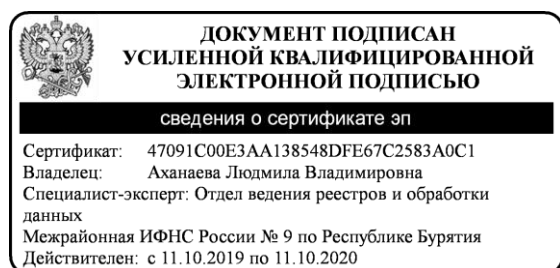 ДОКУМЕНТ ПОДПИСАН
УСИЛЕННОЙ КВАЛИФИЦИРОВАННОЙ
ЭЛЕКТРОННОЙ ПОДПИСЬЮ
сведения о сертификате эп
Сертификат: 47091C00E3AA138548DFE67C2583A0C1
Владелец: Аханаева Людмила Владимировна
Специалист-эксперт: Отдел ведения реестров и обработки
данных
Межрайонная ИФНС России № 9 по Республике Бурятия
Действителен: с 11.10.2019 по 11.10.2020